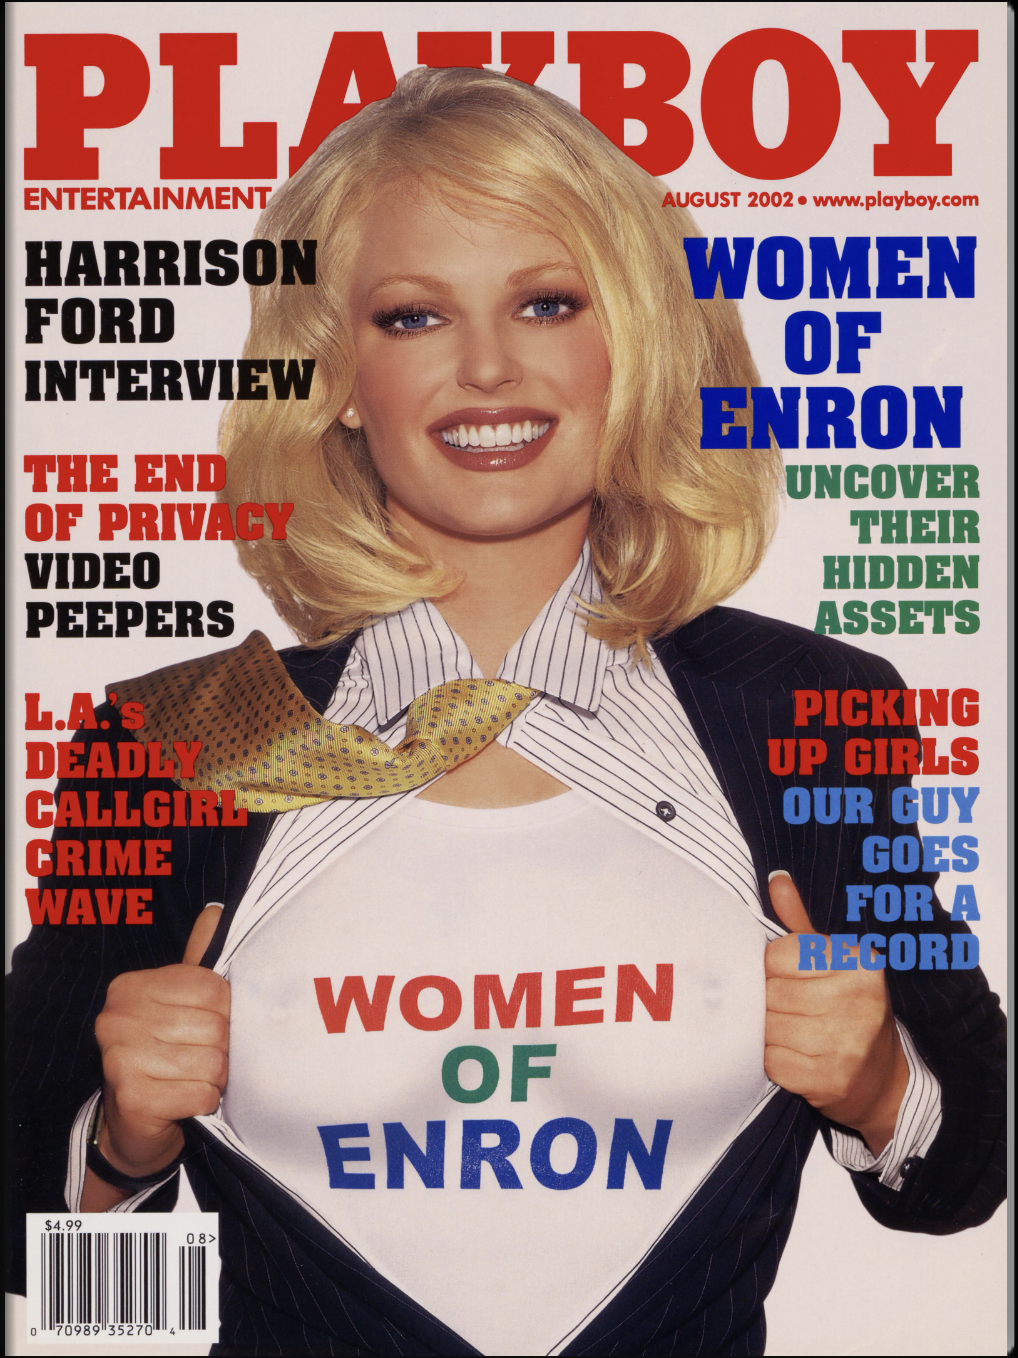 PLAYBOY
ENTERTAINMENT
AUGUST 2002 • www.playboy.com
HARRISON
FORD
INTERVIEW
THE END
OF PRIVACY
VIDEO
PEEPERS
L.A.'s
DEADLY
CALLGIRL
CRIME
WAVE
WOMEN
OF
ENRON
UNCOVER
THEIR
HIDDEN
ASSETS
PICKING
UP GIRLS
OUR GUY
GOES
FOR A
RECORD
WOMEN
OF
ENRON
$4.99
08>
0 70989 35270 4